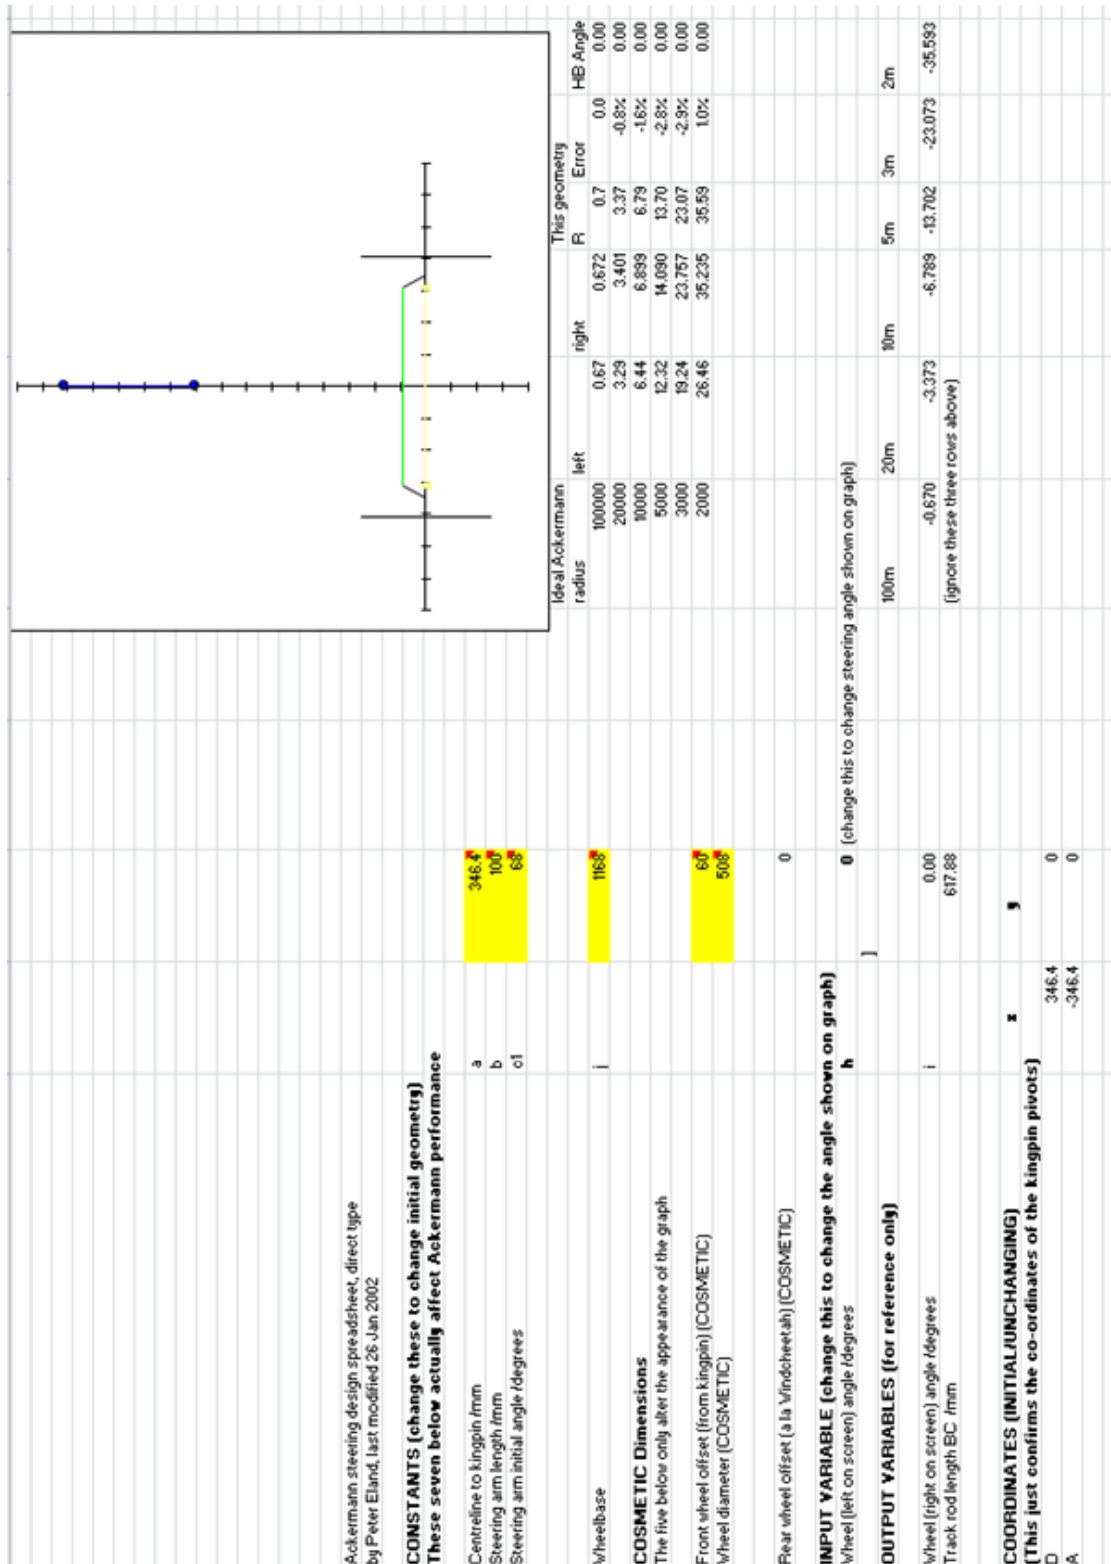 Ackermann steering design spreadsheet, direct type
by Peter Eland, last modified 26 Jan 2002
CONSTANTS (change these to change initial geometry)
These seven below actually affect Ackermann performance
Centreline to kingpin /mm a 346.4
Steering arm length /mm b 100
Steering arm initial angle /degrees c1 68
Wheelbase j 1168
COSMETIC Dimensions
The five below only alter the appearance of the graph
Front wheel offset (from kingpin) (COSMETIC) 60
Wheel diameter (COSMETIC) 508
Rear wheel offset (a la Windcheetah) (COSMETIC) 0
INPUT VARIABLE (change this to change the angle shown on graph)
Wheel (left on screen) angle /degrees h 0 (change this to change steering angle shown on graph)
]
OUTPUT VARIABLES (for reference only)
Wheel (right on screen) angle /degrees i 0.00
Track rod length BC /mm 617.88
COORDINATES (INITIAL/UNCHANGING) x y
(This just confirms the co-ordinates of the kingpin pivots)
D 346.4 0
A -346.4 0
Ideal Ackermann This geometry
radius left right R Error HB Angle
100000 0.67 0.672 0.7 0.0 0.00
20000 3.29 3.401 3.37 -0.8% 0.00
10000 6.44 6.899 6.79 -1.6% 0.00
5000 12.32 14.090 13.70 -2.8% 0.00
3000 19.24 23.757 23.07 -2.9% 0.00
2000 26.46 35.235 35.59 1.0% 0.00
100m 20m 10m 5m 3m 2m
-0.670 -3.373 -6.789 -13.702 -23.073 -35.593
(ignore these three rows above)